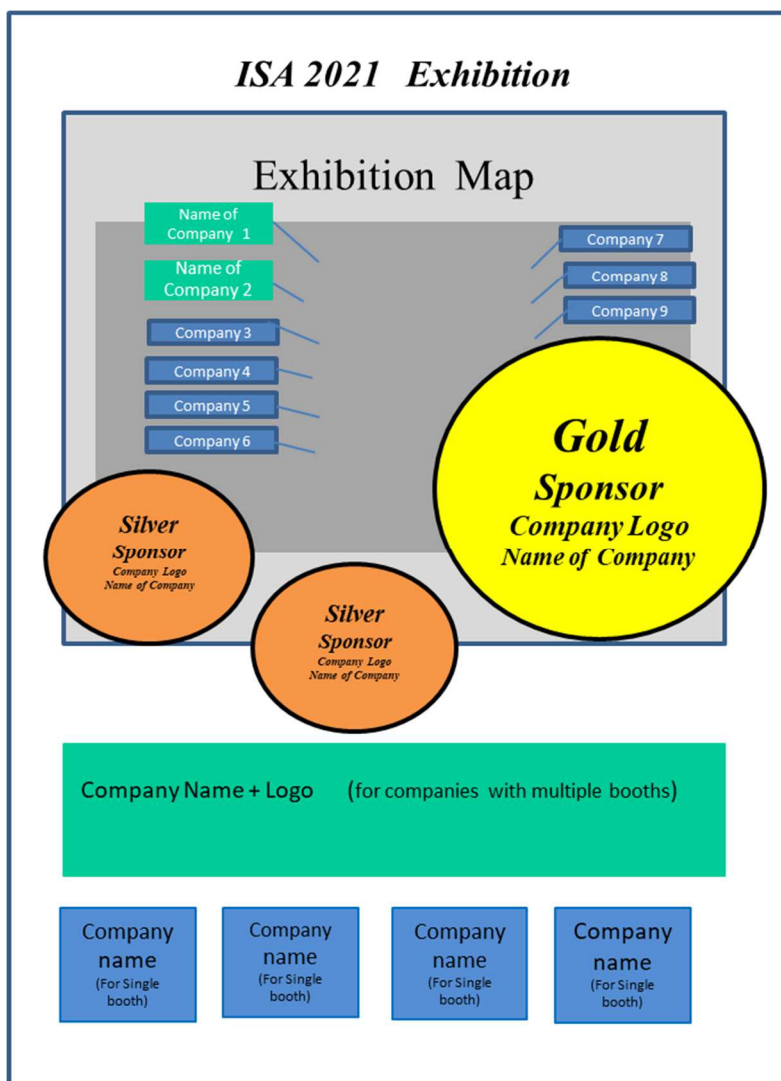 ISA 2021 Exhibition
Exhibition Map
Name of
Company 1
Name of
Company 2
Company 3
Company 4
Company 5
Company 6
Company 7
Company 8
Company 9
Gold
Sponsor
Company Logo
Name of Company
Silver
Sponsor
Company Logo
Name of Company
Silver
Sponsor
Company Logo
Name of Company
Company Name + Logo (for companies with multiple booths)
Company
name
(For Single
booth)
Company
name
(For Single
booth)
Company
name
(For Single
booth)
Company
name
(For Single
booth)